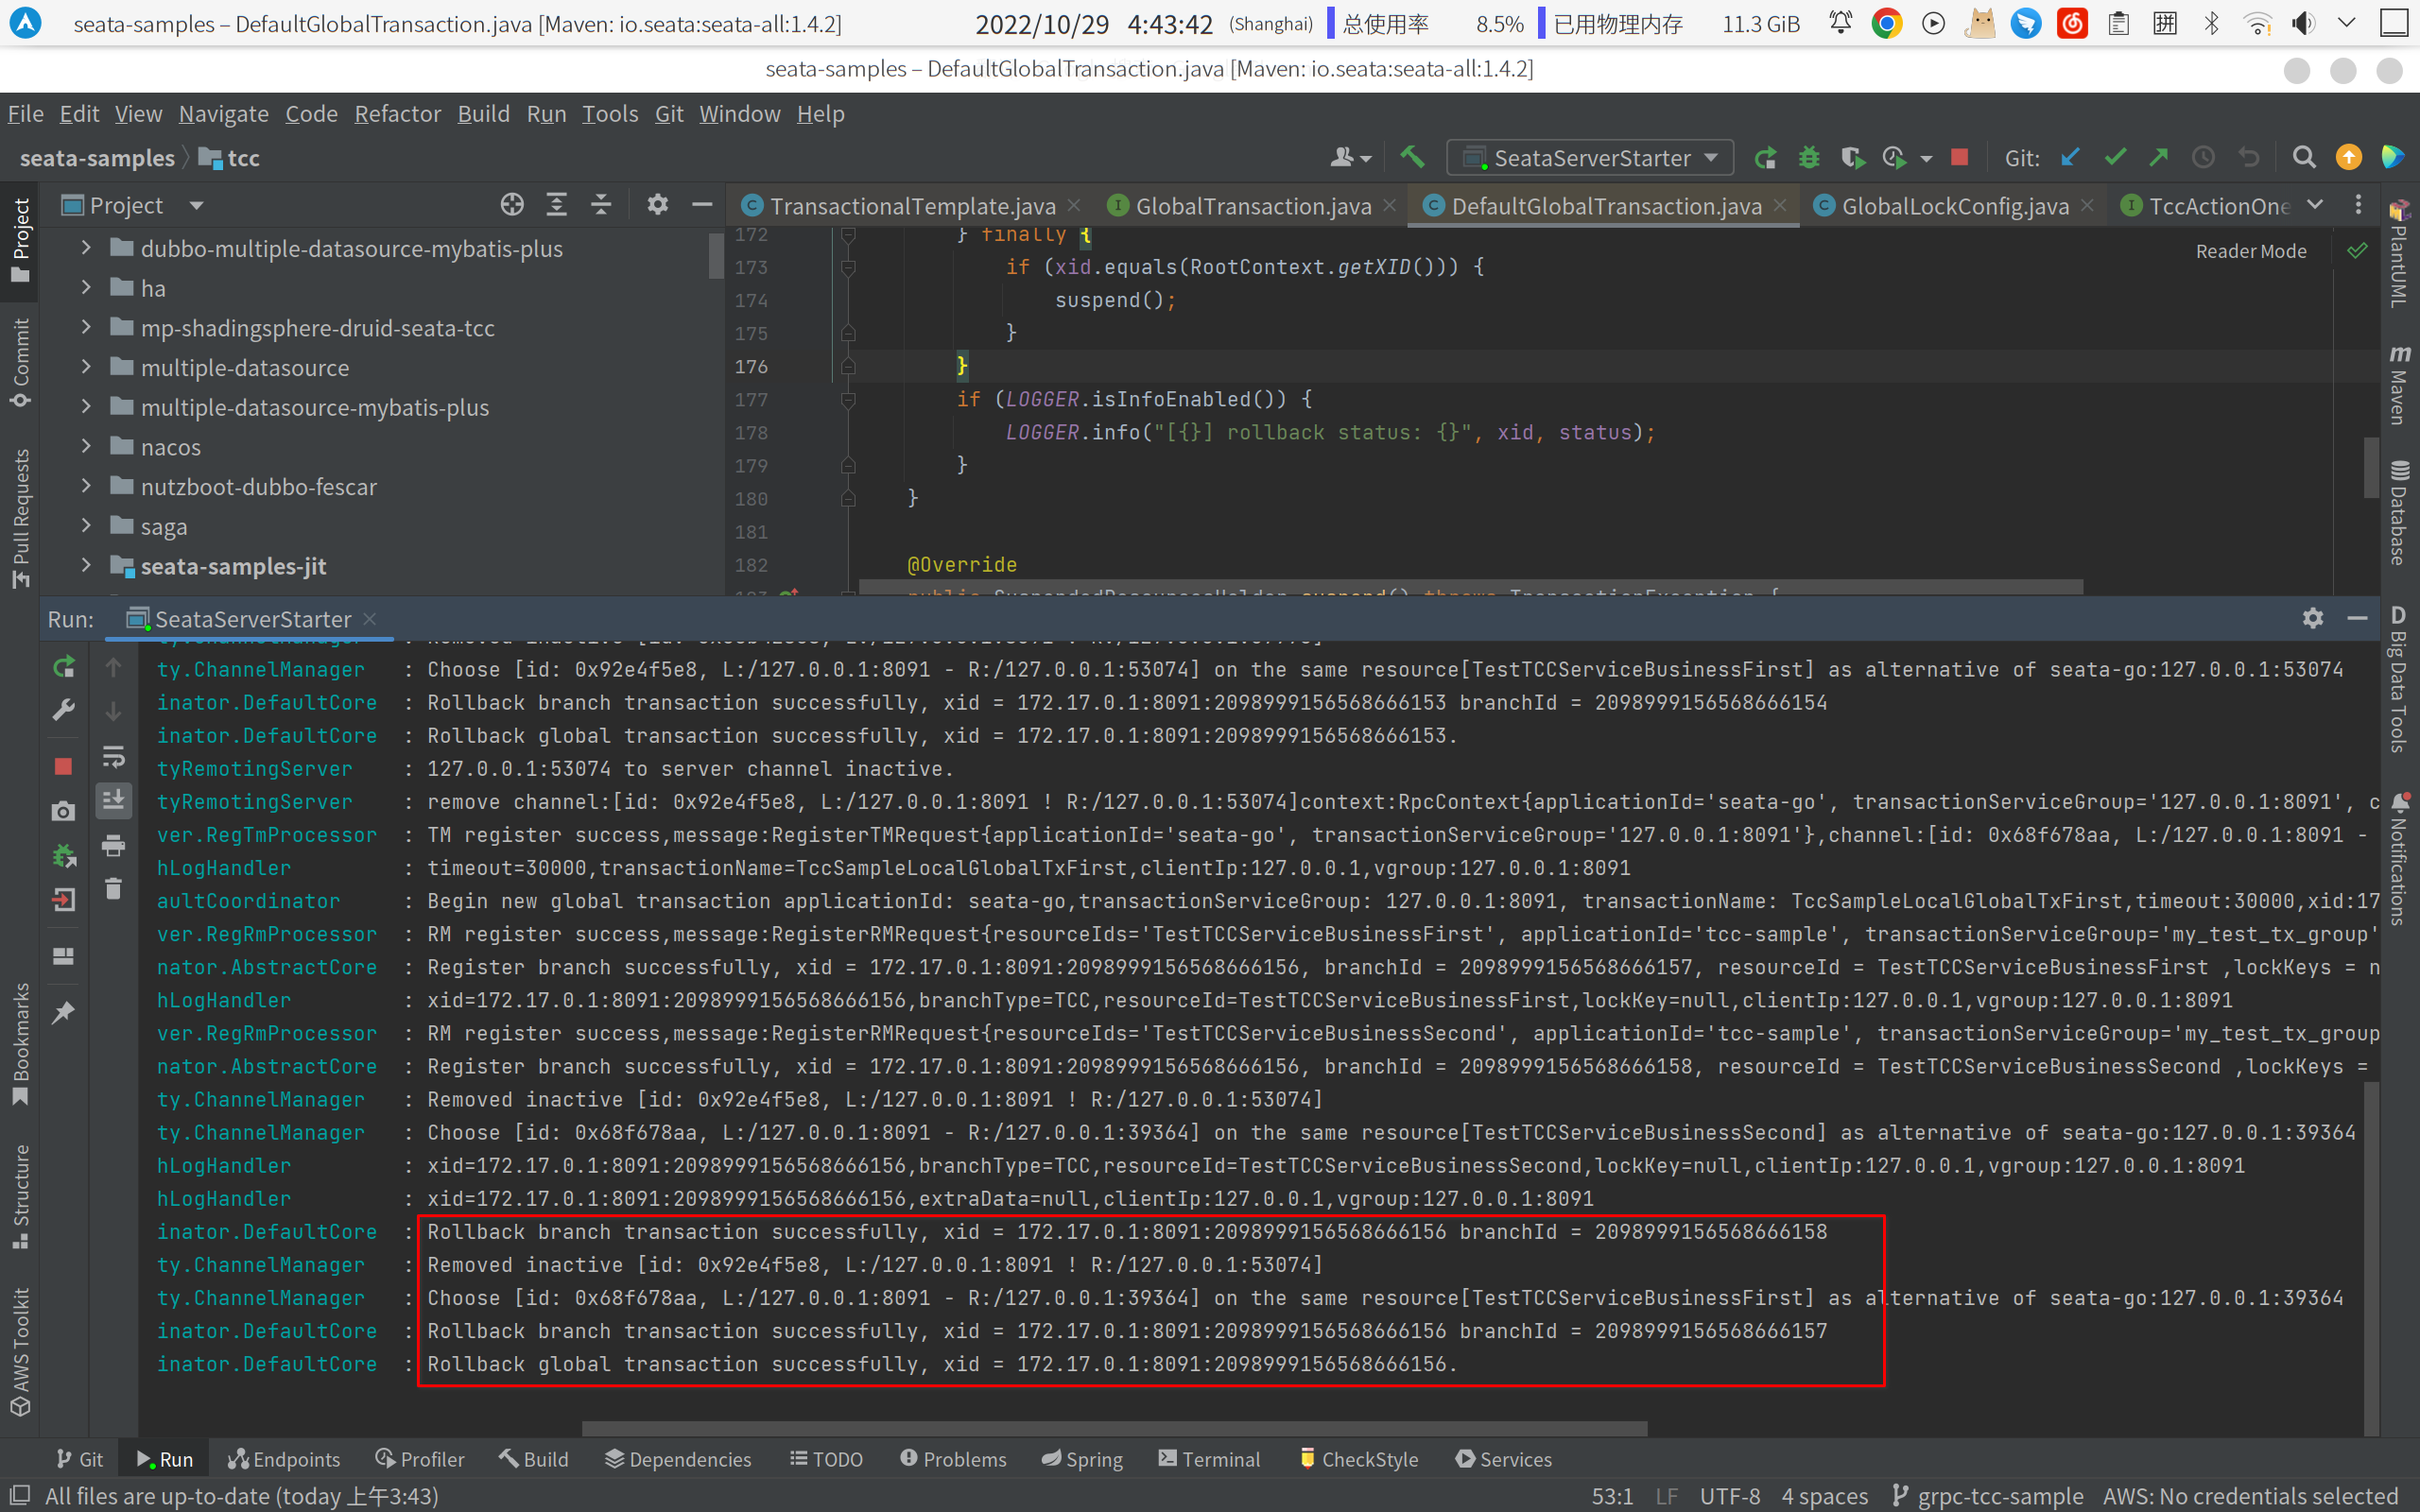 seata-samples – DefaultGlobalTransaction.java [Maven: io.seata:seata-all:1.4.2]
2022/10/29 4:43:42 (Shanghai) 总使用率 8.5% 已用物理内存 11.3 GiB 拼
seata-samples – DefaultGlobalTransaction.java [Maven: io.seata:seata-all:1.4.2]
File Edit View Navigate Code Refactor Build Run Tools Git Window Help
seata-samples tcc SeataServerStarter Git:
Project TransactionalTemplate.java GlobalTransaction.java DefaultGlobalTransaction.java GlobalLockConfig.java TccActionOne
dubbo-multiple-datasource-mybatis-plus
ha
mp-shadingsphere-druid-seata-tcc
multiple-datasource
multiple-datasource-mybatis-plus
nacos
nutzboot-dubbo-fescar
saga
seata-samples-jit
172 } finally {
Reader Mode
173 if (xid.equals(RootContext.getXID())) {
174 suspend();
175 }
176 }
177 if (LOGGER.isInfoEnabled()) {
178 LOGGER.info("[{}] rollback status: {}", xid, status);
179 }
180 }
181
182 @Override
Project
Commit
Pull Requests
Bookmarks
Structure
AWS Toolkit
PlantUML
Maven
Database
Big Data Tools
Notifications
Run: SeataServerStarter
ty.ChannelManager : Choose [id: 0x92e4f5e8, L:/127.0.0.1:8091 - R:/127.0.0.1:53074] on the same resource[TestTCCServiceBusinessFirst] as alternative of seata-go:127.0.0.1:53074
inator.DefaultCore : Rollback branch transaction successfully, xid = 172.17.0.1:8091:2098999156568666153 branchId = 2098999156568666154
inator.DefaultCore : Rollback global transaction successfully, xid = 172.17.0.1:8091:2098999156568666153.
tyRemotingServer : 127.0.0.1:53074 to server channel inactive.
tyRemotingServer : remove channel:[id: 0x92e4f5e8, L:/127.0.0.1:8091 ! R:/127.0.0.1:53074]context:RpcContext{applicationId='seata-go', transactionServiceGroup='127.0.0.1:8091', c
ver.RegTmProcessor : TM register success,message:RegisterTMRequest{applicationId='seata-go', transactionServiceGroup='127.0.0.1:8091'},channel:[id: 0x68f678aa, L:/127.0.0.1:8091 -
hLogHandler : timeout=30000,transactionName=TccSampleLocalGlobalTxFirst,clientIp:127.0.0.1,vgroup:127.0.0.1:8091
aultCoordinator : Begin new global transaction applicationId: seata-go,transactionServiceGroup: 127.0.0.1:8091, transactionName: TccSampleLocalGlobalTxFirst,timeout:30000,xid:17
ver.RegRmProcessor : RM register success,message:RegisterRMRequest{resourceIds='TestTCCServiceBusinessFirst', applicationId='tcc-sample', transactionServiceGroup='my_test_tx_group'
nator.AbstractCore : Register branch successfully, xid = 172.17.0.1:8091:2098999156568666156, branchId = 2098999156568666157, resourceId = TestTCCServiceBusinessFirst ,lockKeys = n
hLogHandler : xid=172.17.0.1:8091:2098999156568666156,branchType=TCC,resourceId=TestTCCServiceBusinessFirst,lockKey=null,clientIp:127.0.0.1,vgroup:127.0.0.1:8091
ver.RegRmProcessor : RM register success,message:RegisterRMRequest{resourceIds='TestTCCServiceBusinessSecond', applicationId='tcc-sample', transactionServiceGroup='my_test_tx_group
nator.AbstractCore : Register branch successfully, xid = 172.17.0.1:8091:2098999156568666156, branchId = 2098999156568666158, resourceId = TestTCCServiceBusinessSecond ,lockKeys =
ty.ChannelManager : Removed inactive [id: 0x92e4f5e8, L:/127.0.0.1:8091 ! R:/127.0.0.1:53074]
ty.ChannelManager : Choose [id: 0x68f678aa, L:/127.0.0.1:8091 - R:/127.0.0.1:39364] on the same resource[TestTCCServiceBusinessSecond] as alternative of seata-go:127.0.0.1:39364
hLogHandler : xid=172.17.0.1:8091:2098999156568666156,branchType=TCC,resourceId=TestTCCServiceBusinessSecond,lockKey=null,clientIp:127.0.0.1,vgroup:127.0.0.1:8091
hLogHandler : xid=172.17.0.1:8091:2098999156568666156,extraData=null,clientIp:127.0.0.1,vgroup:127.0.0.1:8091
inator.DefaultCore : Rollback branch transaction successfully, xid = 172.17.0.1:8091:2098999156568666156 branchId = 2098999156568666158
ty.ChannelManager : Removed inactive [id: 0x92e4f5e8, L:/127.0.0.1:8091 ! R:/127.0.0.1:53074]
ty.ChannelManager : Choose [id: 0x68f678aa, L:/127.0.0.1:8091 - R:/127.0.0.1:39364] on the same resource[TestTCCServiceBusinessFirst] as alternative of seata-go:127.0.0.1:39364
inator.DefaultCore : Rollback branch transaction successfully, xid = 172.17.0.1:8091:2098999156568666156 branchId = 2098999156568666157
inator.DefaultCore : Rollback global transaction successfully, xid = 172.17.0.1:8091:2098999156568666156.
Git Run Endpoints Profiler Build Dependencies TODO Problems Spring Terminal CheckStyle Services
All files are up-to-date (today 上午3:43) 53:1 LF UTF-8 4 spaces grpc-tcc-sample AWS: No credentials selected